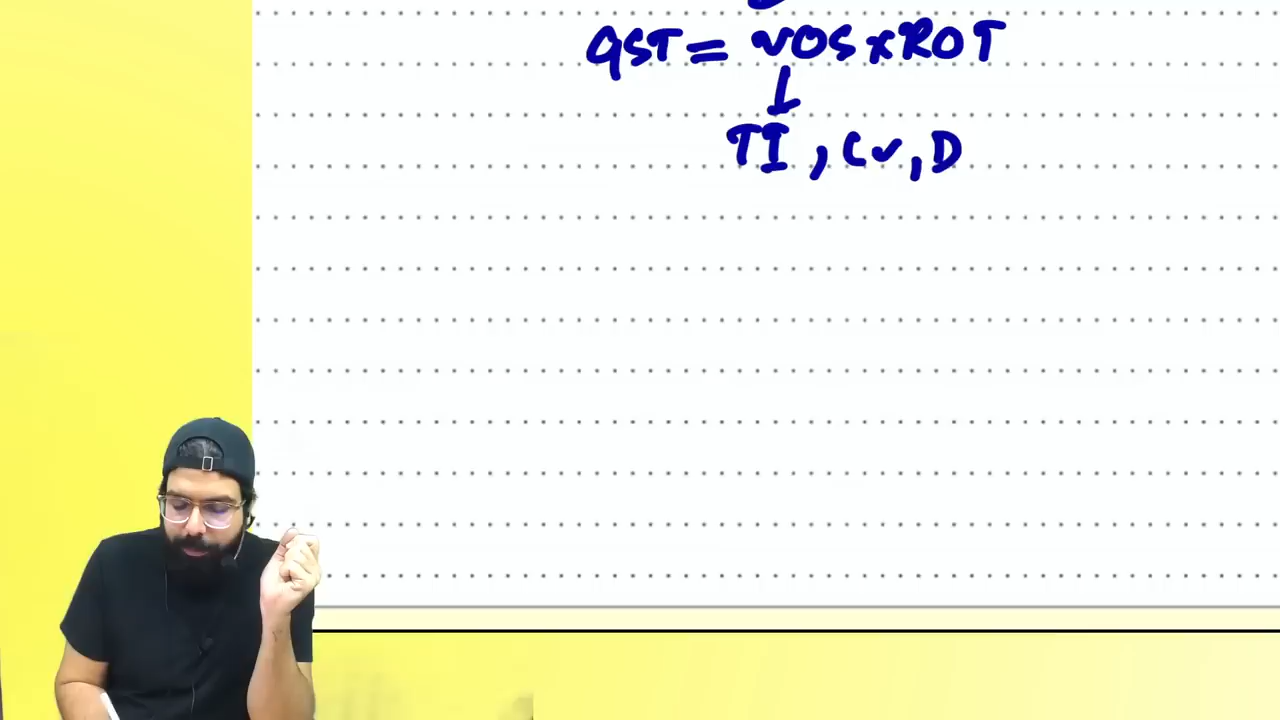 GST = VOS x ROT
↓
TI , CV , D